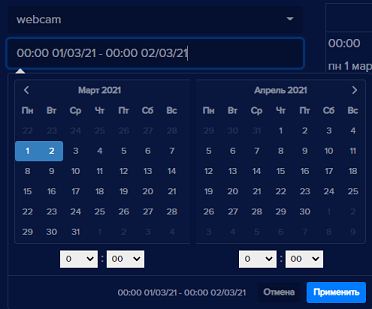 webcam
00:00 01/03/21 - 00:00 02/03/21
00:00
пн 1 мар
Март 2021
Пн Вт Ср Чт Пт Сб Вс
22 23 24 25 26 27 28
1 2 3 4 5 6 7
8 9 10 11 12 13 14
15 16 17 18 19 20 21
22 23 24 25 26 27 28
29 30 31 1 2 3 4
0 : 00
Апрель 2021
Пн Вт Ср Чт Пт Сб Вс
29 30 31 1 2 3 4
5 6 7 8 9 10 11
12 13 14 15 16 17 18
19 20 21 22 23 24 25
26 27 28 29 30 1 2
3 4 5 6 7 8 9
0 : 00
00:00 01/03/21 - 00:00 02/03/21
Отмена
Применить